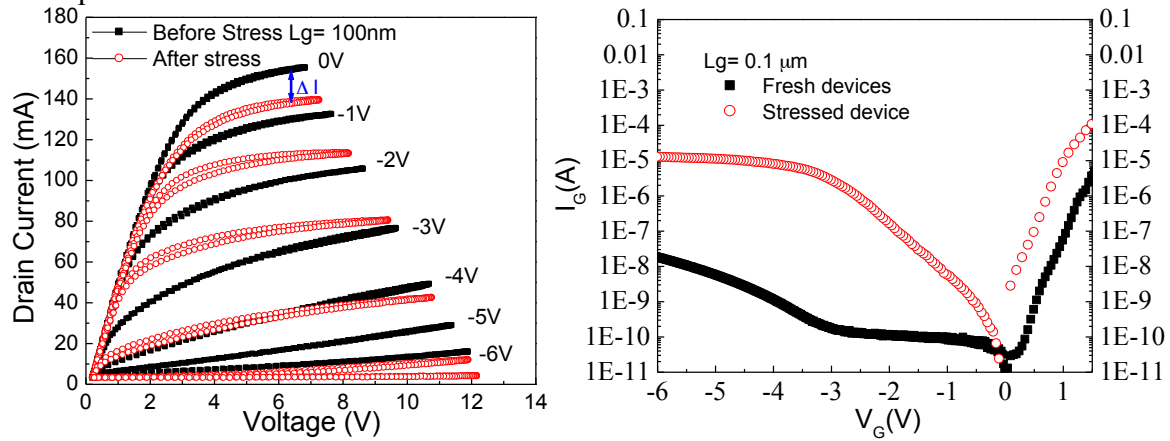 Before Stress Lg= 100nm
After stress
0V
Δ I
-1V
-2V
-3V
-4V
-5V
-6V
180
160
140
120
100
80
60
40
20
0
0 2 4 6 8 10 12 14
Drain Current (mA)
Voltage (V)
Lg= 0.1 μm
Fresh devices
Stressed device
0.1
0.01
1E-3
1E-4
1E-5
1E-6
1E-7
1E-8
1E-9
1E-10
1E-11
0.1
0.01
1E-3
1E-4
1E-5
1E-6
1E-7
1E-8
1E-9
1E-10
1E-11
-6 -5 -4 -3 -2 -1 0 1
I_G(A)
V_G(V)